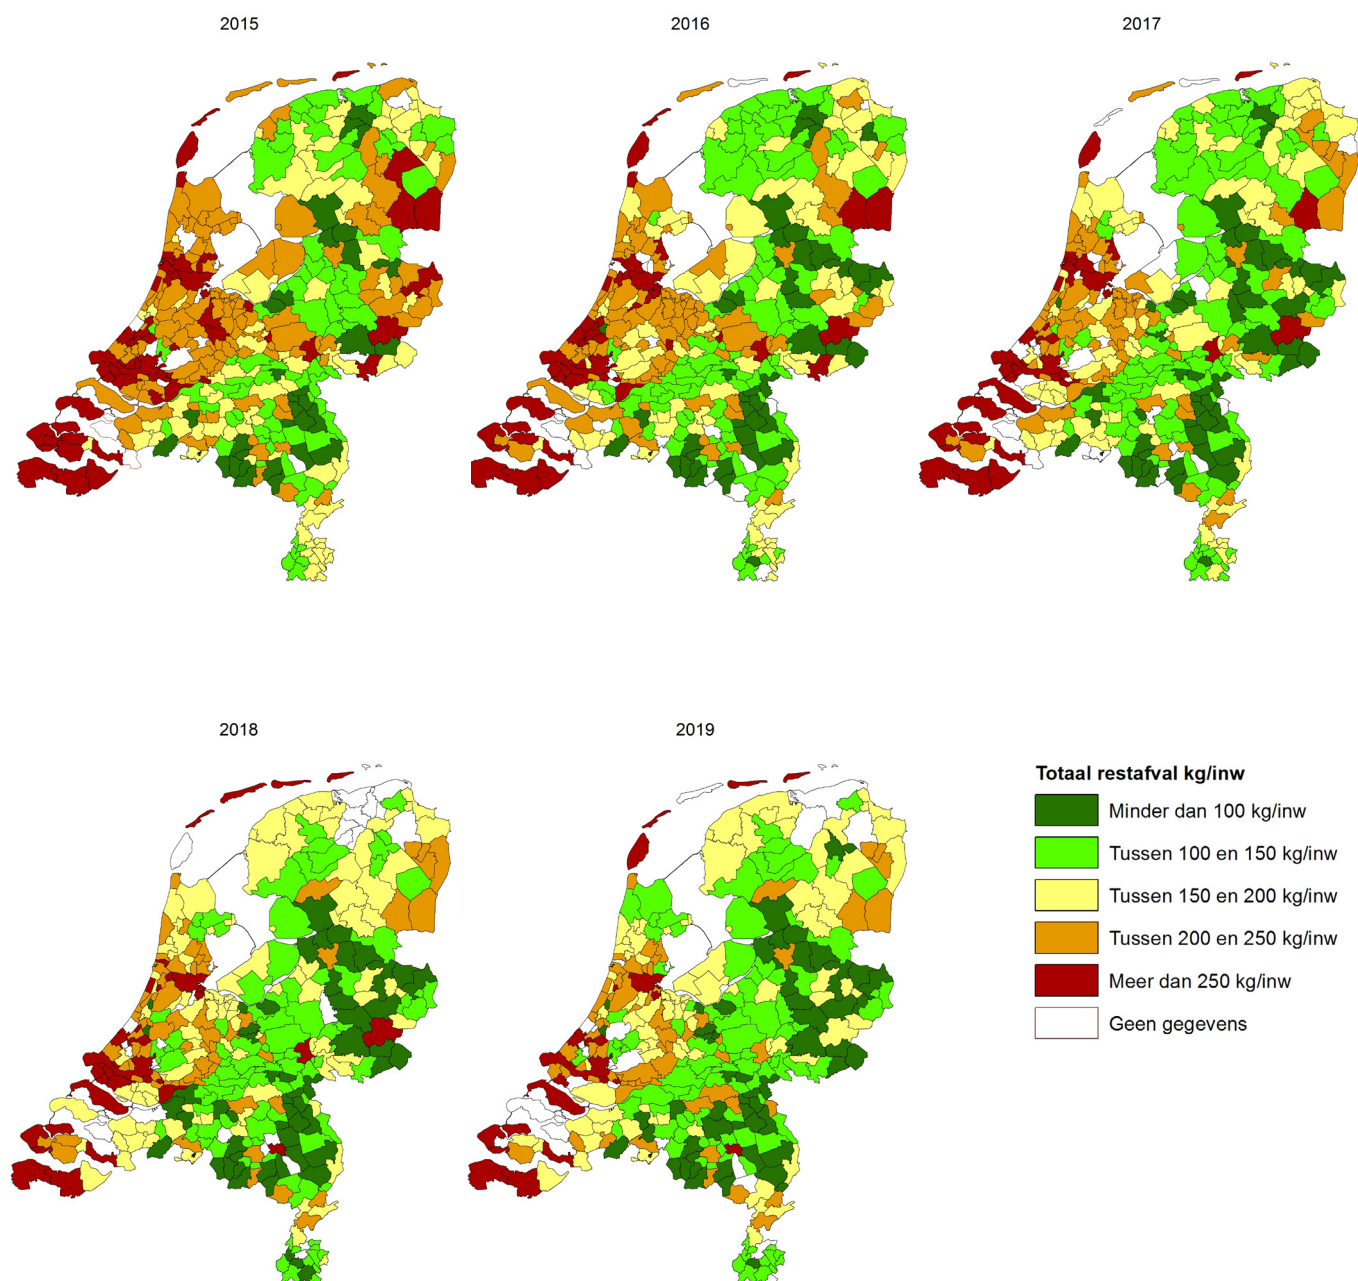 2015
2016
2017
2018
2019
Totaal restafval kg/inw
Minder dan 100 kg/inw
Tussen 100 en 150 kg/inw
Tussen 150 en 200 kg/inw
Tussen 200 en 250 kg/inw
Meer dan 250 kg/inw
Geen gegevens